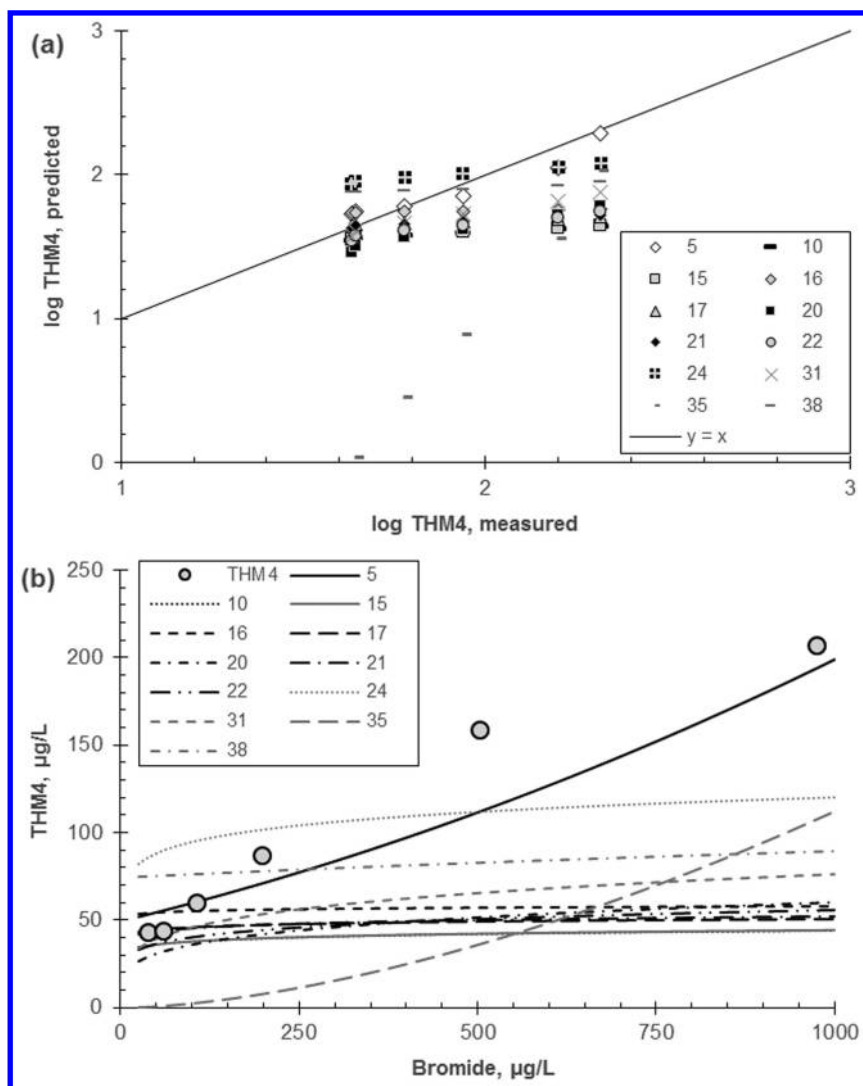 (a)
3
2
1
0
log THM4, predicted
5 10
15 16
17 20
21 22
24 31
35 38
y = x
1 2 3
log THM4, measured
(b)
250
200
150
100
50
0
THM4, µg/L
THM4 5
10 15
16 17
20 21
22 24
31 35
38
0 250 500 750 1000
Bromide, µg/L